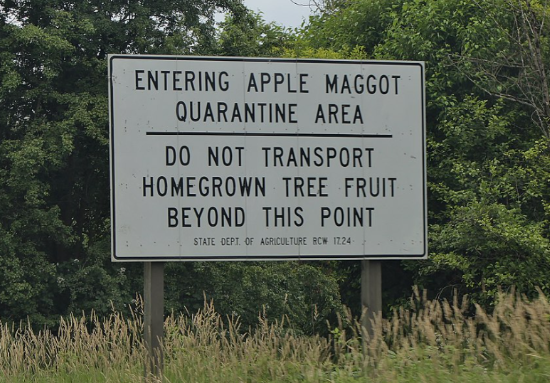 ENTERING APPLE MAGGOT
QUARANTINE AREA
DO NOT TRANSPORT
HOMEGROWN TREE FRUIT
BEYOND THIS POINT
STATE DEPT. OF AGRICULTURE RCW 17.24